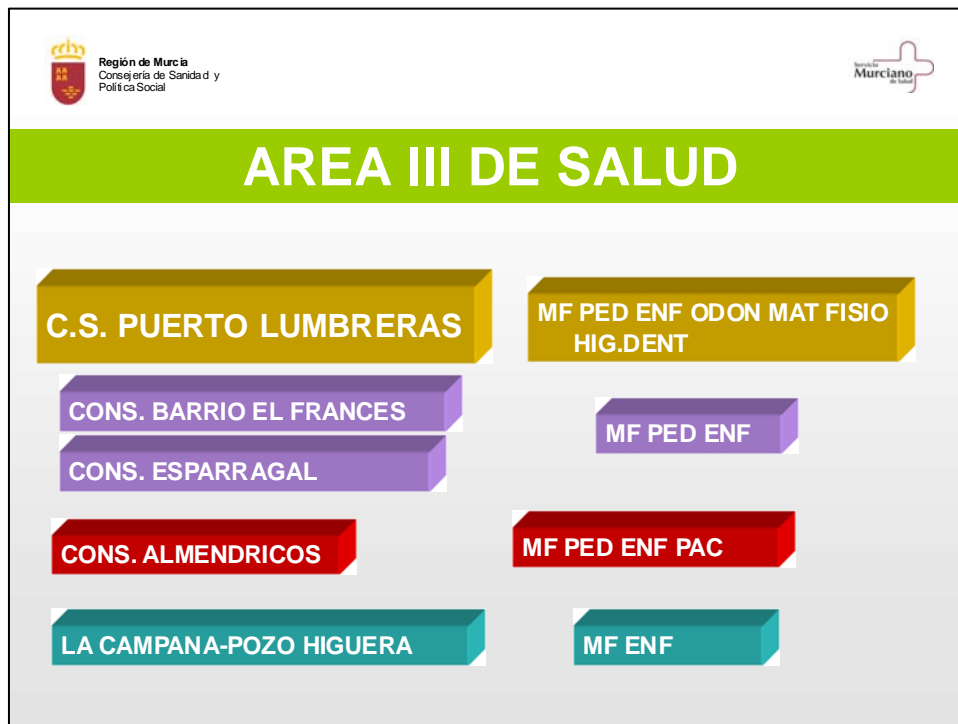 Región de Murcia
Consejería de Sanidad y
Política Social
Servicio
Murciano
de Salud
AREA III DE SALUD
C.S. PUERTO LUMBRERAS
MF PED ENF ODON MAT FISIO
HIG.DENT
CONS. BARRIO EL FRANCES
MF PED ENF
CONS. ESPARRAGAL
CONS. ALMENDRICOS
MF PED ENF PAC
LA CAMPANA-POZO HIGUERA
MF ENF